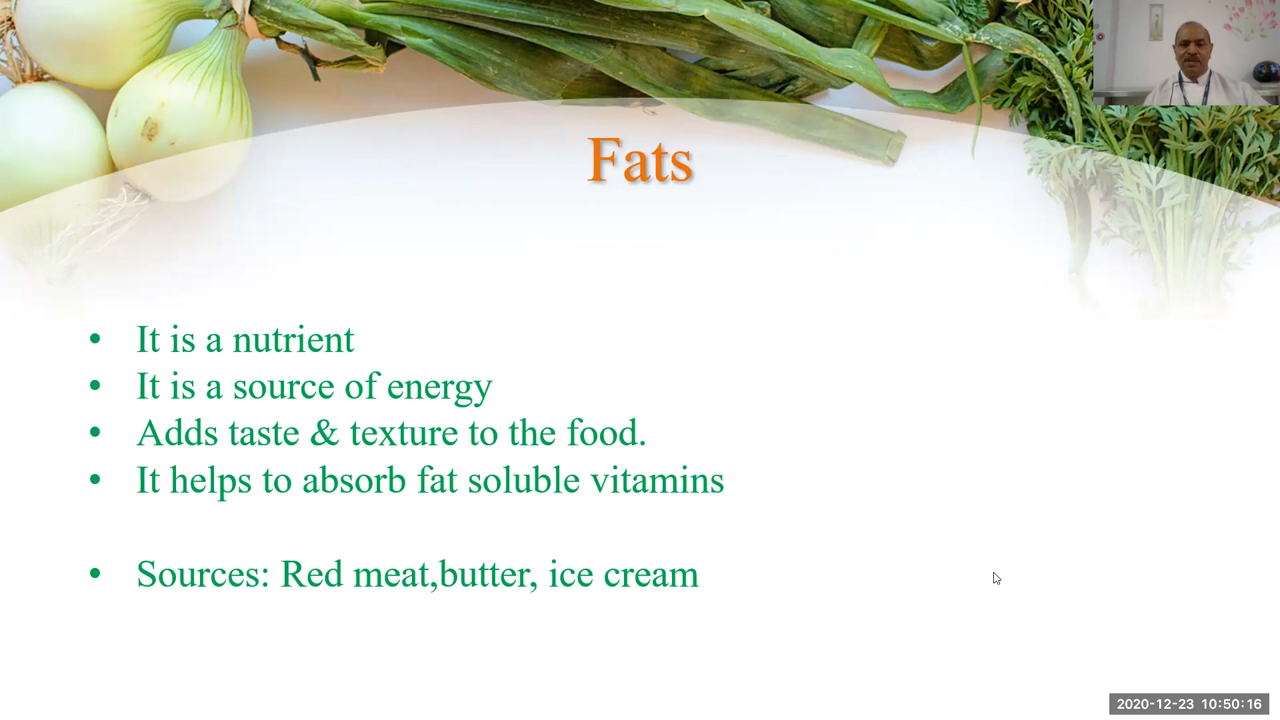 Fats
• It is a nutrient
• It is a source of energy
• Adds taste & texture to the food.
• It helps to absorb fat soluble vitamins
• Sources: Red meat,butter, ice cream
2020-12-23 10:50:16